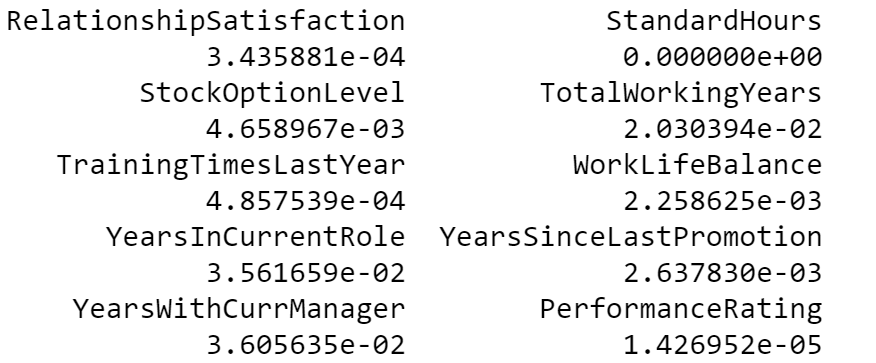 RelationshipSatisfaction StandardHours
3.435881e-04 0.000000e+00
StockOptionLevel TotalWorkingYears
4.658967e-03 2.030394e-02
TrainingTimesLastYear WorkLifeBalance
4.857539e-04 2.258625e-03
YearsInCurrentRole YearsSinceLastPromotion
3.561659e-02 2.637830e-03
YearsWithCurrManager PerformanceRating
3.605635e-02 1.426952e-05